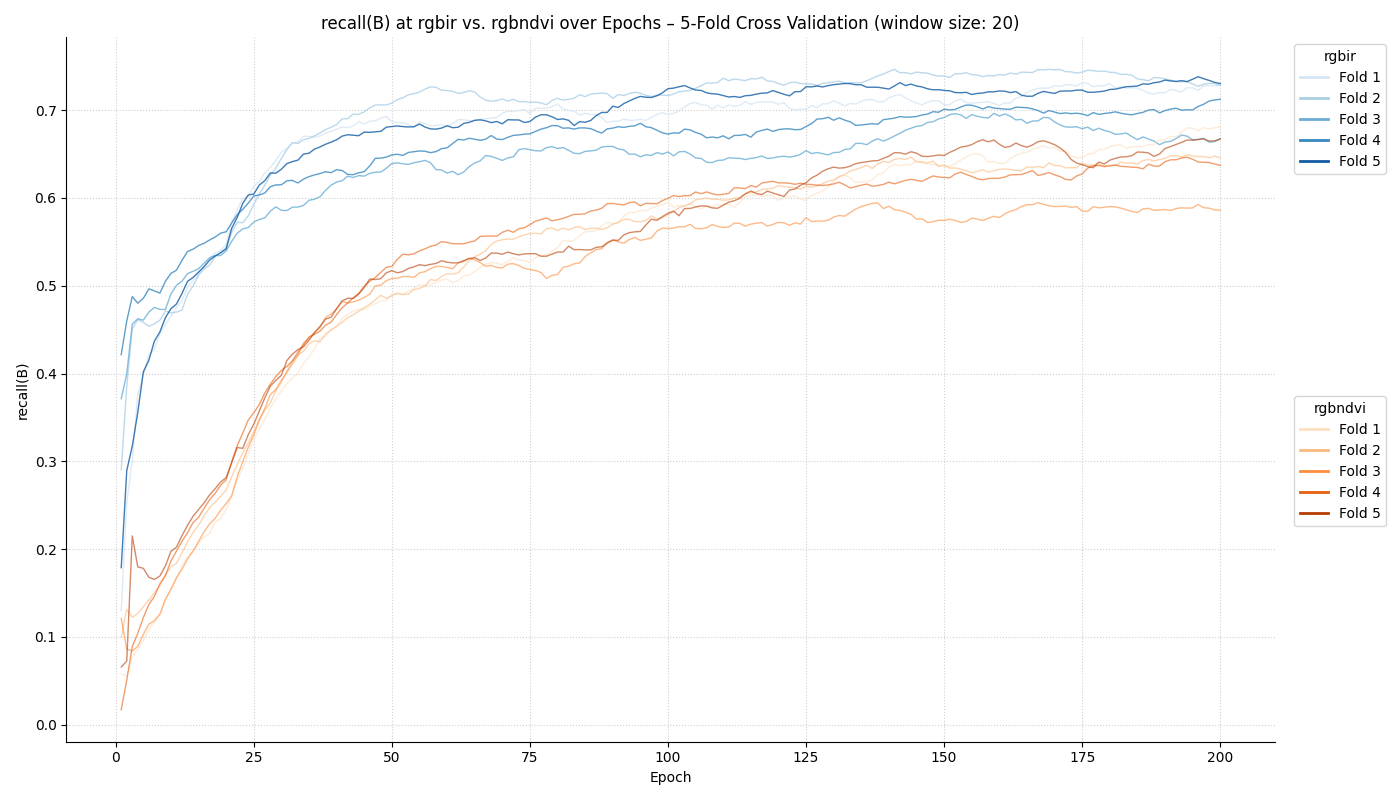 recall(B) at rgbir vs. rgbndvi over Epochs – 5-Fold Cross Validation (window size: 20)
rgbir
Fold 1
Fold 2
Fold 3
Fold 4
Fold 5
rgbndvi
Fold 1
Fold 2
Fold 3
Fold 4
Fold 5
recall(B)
0.7
0.6
0.5
0.4
0.3
0.2
0.1
0.0
0 25 50 75 100 125 150 175 200
Epoch